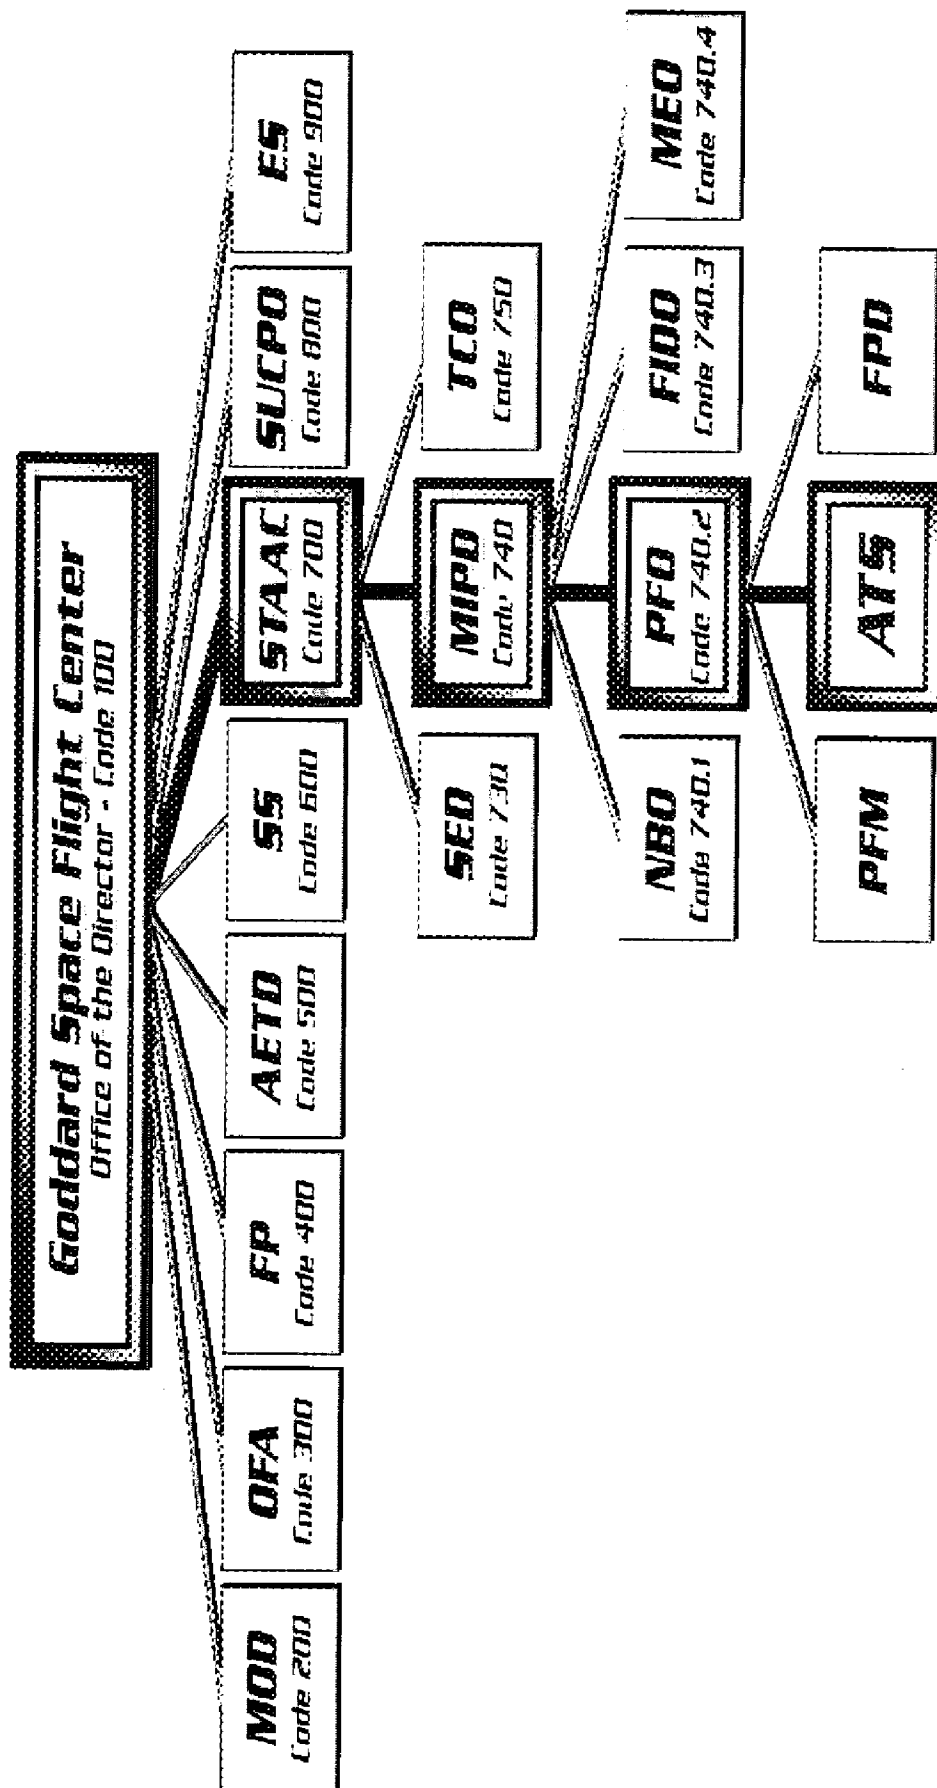 Goddard Space Flight Center
Office of the Director - Code 100
MOD
Code 200
OFA
Code 300
FP
Code 400
AETD
Code 500
SS
Code 600
STAAC
Code 700
SUCPO
Code 800
ES
Code 900
SED
Code 730
MIPD
Code 740
TCO
Code 750
NBO
Code 740.1
PFO
Code 740.2
FIDO
Code 740.3
MEO
Code 740.4
PFM
ATS
FPD